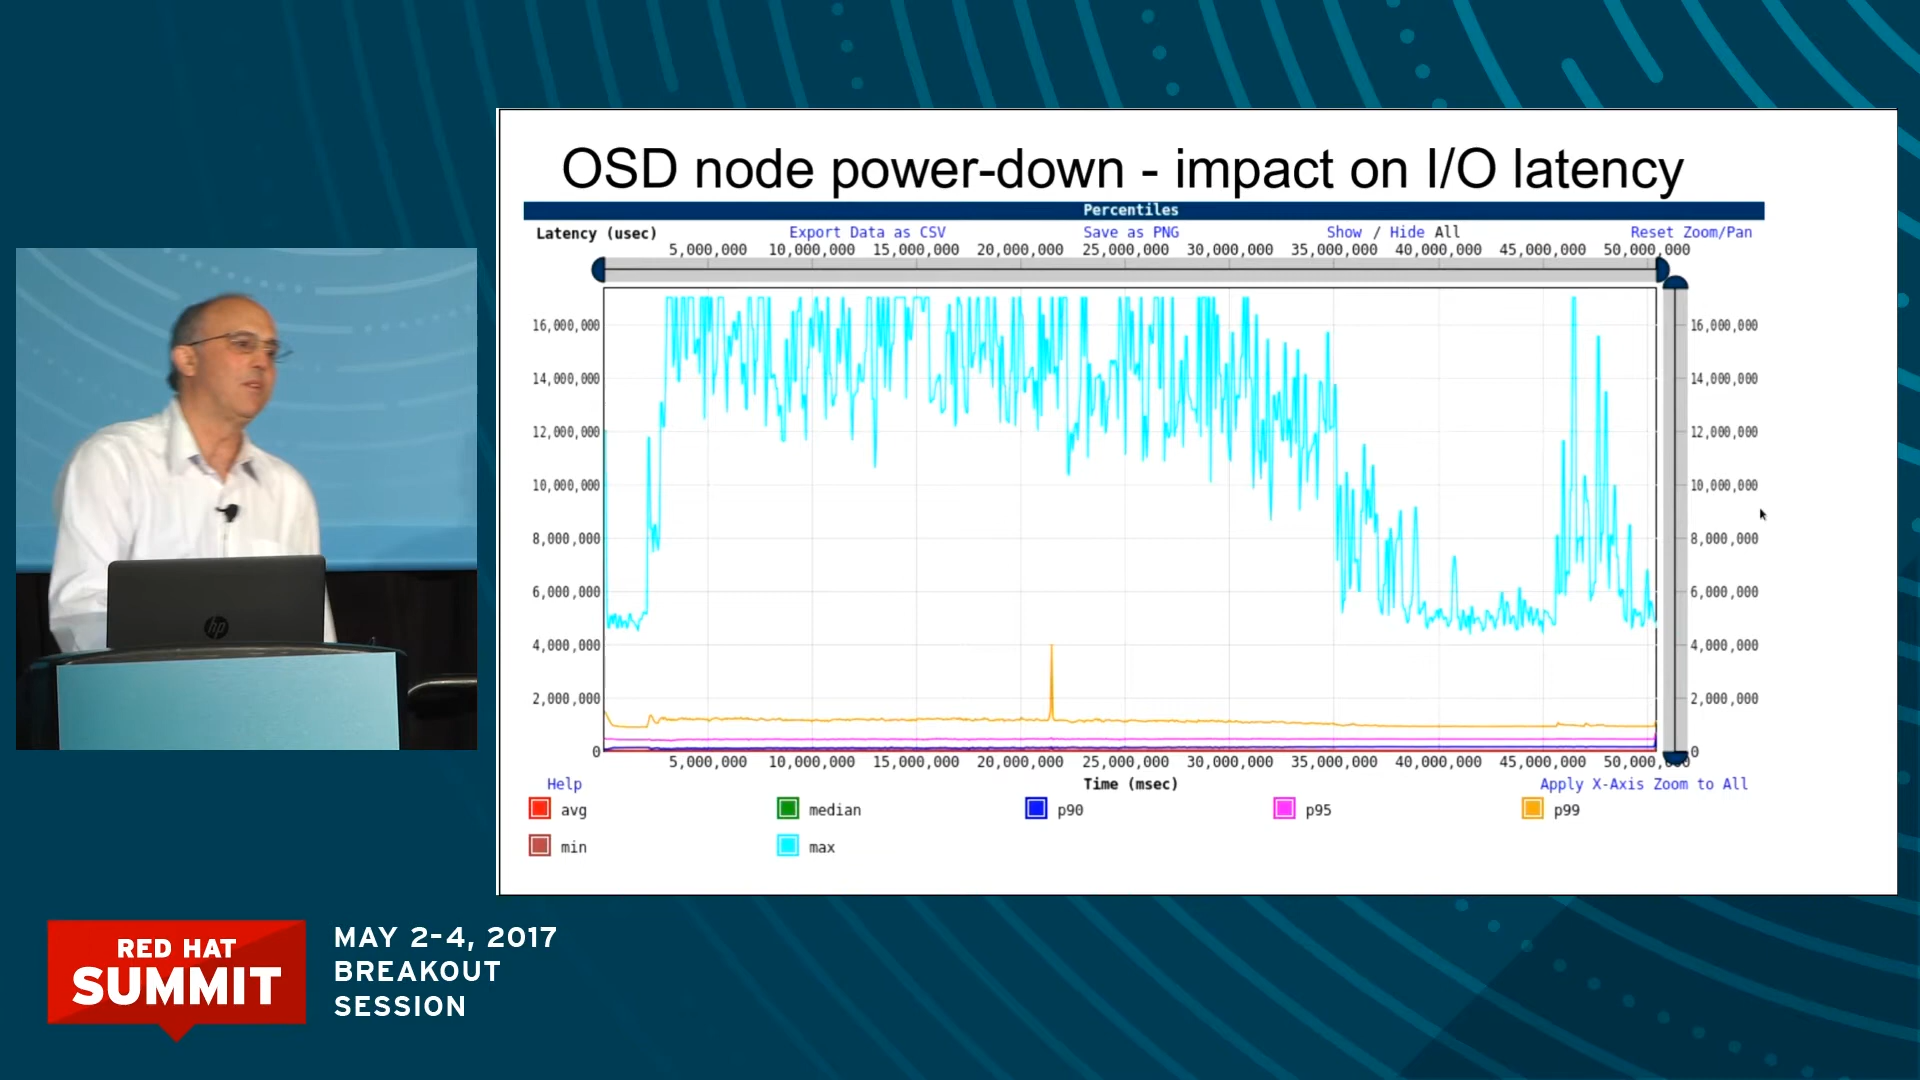 OSD node power-down - impact on I/O latency
Percentiles
Latency (usec) Export Data as CSV Save as PNG Show / Hide All Reset Zoom/Pan
5,000,000 10,000,000 15,000,000 20,000,000 25,000,000 30,000,000 35,000,000 40,000,000 45,000,000 50,000,000
16,000,000 16,000,000
14,000,000 14,000,000
12,000,000 12,000,000
10,000,000 10,000,000
8,000,000 8,000,000
6,000,000 6,000,000
4,000,000 4,000,000
2,000,000 2,000,000
0 0
5,000,000 10,000,000 15,000,000 20,000,000 25,000,000 30,000,000 35,000,000 40,000,000 45,000,000 50,000,000
Help Time (msec) Apply X-Axis Zoom to All
avg median p90 p95 p99
min max
hp
RED HAT
SUMMIT
MAY 2-4, 2017
BREAKOUT
SESSION